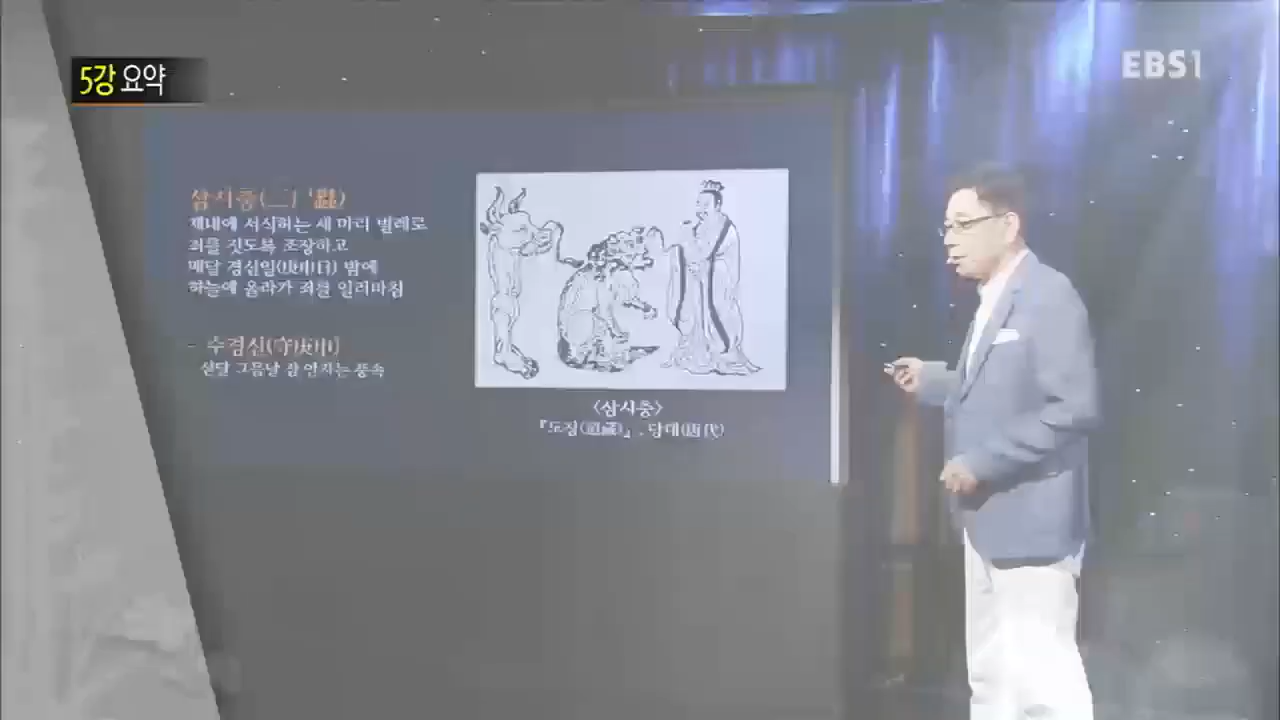 5강 요약
EBS1
삼시충
체내에 서식하는 세 마리 벌레로
죄를 짓도록 조장하고
매달 경신일(庚申日) 밤에
하늘에 올라가 죄를 일러바침
- 수경신(守庚申)
섣달 그믐날 잠 안자는 풍속
〈삼시충〉
『도장(道藏)』, 당대(唐代)